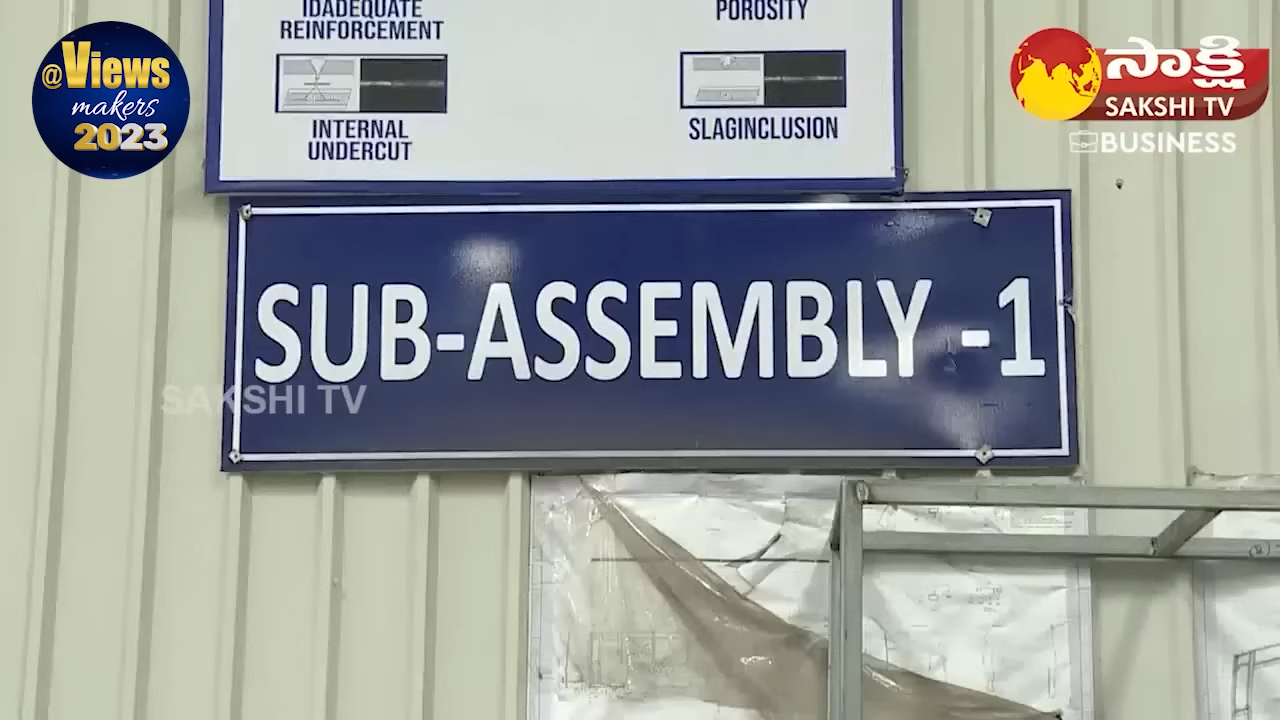 IDADEQUATE
REINFORCEMENT
POROSITY
INTERNAL
UNDERCUT
SLAGINCLUSION
SUB-ASSEMBLY -1
@Views
makers
2023
సాక్షి
SAKSHI TV
BUSINESS
SAKSHI TV